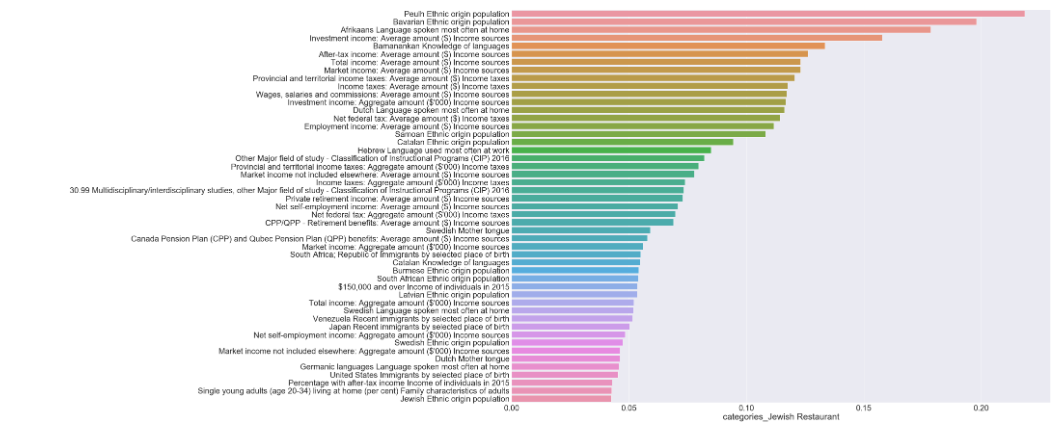 Peulh Ethnic origin population
Bavarian Ethnic origin population
Afrikaans Language spoken most often at home
Investment income: Average amount ($) Income sources
Bamanankan Knowledge of languages
After-tax income: Average amount ($) Income sources
Total income: Average amount ($) Income sources
Market income: Average amount ($) Income sources
Provincial and territorial income taxes: Average amount ($) Income taxes
Income taxes: Average amount ($) Income taxes
Wages, salaries and commissions: Average amount ($) Income sources
Investment income: Aggregate amount ($'000) Income sources
Dutch Language spoken most often at home
Net federal tax: Average amount ($) Income taxes
Employment income: Average amount ($) Income sources
Samoan Ethnic origin population
Catalan Ethnic origin population
Hebrew Language used most often at work
Other Major field of study - Classification of Instructional Programs (CIP) 2016
Provincial and territorial income taxes: Aggregate amount ($'000) Income taxes
Market income not included elsewhere: Average amount ($) Income sources
Income taxes: Aggregate amount ($'000) Income taxes
30.99 Multidisciplinary/interdisciplinary studies, other Major field of study - Classification of Instructional Programs (CIP) 2016
Private retirement income: Average amount ($) Income sources
Net self-employment income: Average amount ($) Income sources
Net federal tax: Aggregate amount ($'000) Income taxes
CPP/QPP - Retirement benefits: Average amount ($) Income sources
Swedish Mother tongue
Canada Pension Plan (CPP) and Qubec Pension Plan (QPP) benefits: Average amount ($) Income sources
Market income: Aggregate amount ($'000) Income sources
South Africa; Republic of Immigrants by selected place of birth
Catalan Knowledge of languages
Burmese Ethnic origin population
South African Ethnic origin population
$150,000 and over Income of individuals in 2015
Latvian Ethnic origin population
Total income: Aggregate amount ($'000) Income sources
Swedish Language spoken most often at home
Venezuela Recent immigrants by selected place of birth
Japan Recent immigrants by selected place of birth
Net self-employment income: Aggregate amount ($'000) Income sources
Swedish Ethnic origin population
Market income not included elsewhere: Aggregate amount ($'000) Income sources
Dutch Mother tongue
Germanic languages Language spoken most often at home
United States Immigrants by selected place of birth
Percentage with after-tax income Income of individuals in 2015
Single young adults (age 20-34) living at home (per cent) Family characteristics of adults
Jewish Ethnic origin population
0.00 0.05 0.10 0.15 0.20
categories_Jewish Restaurant